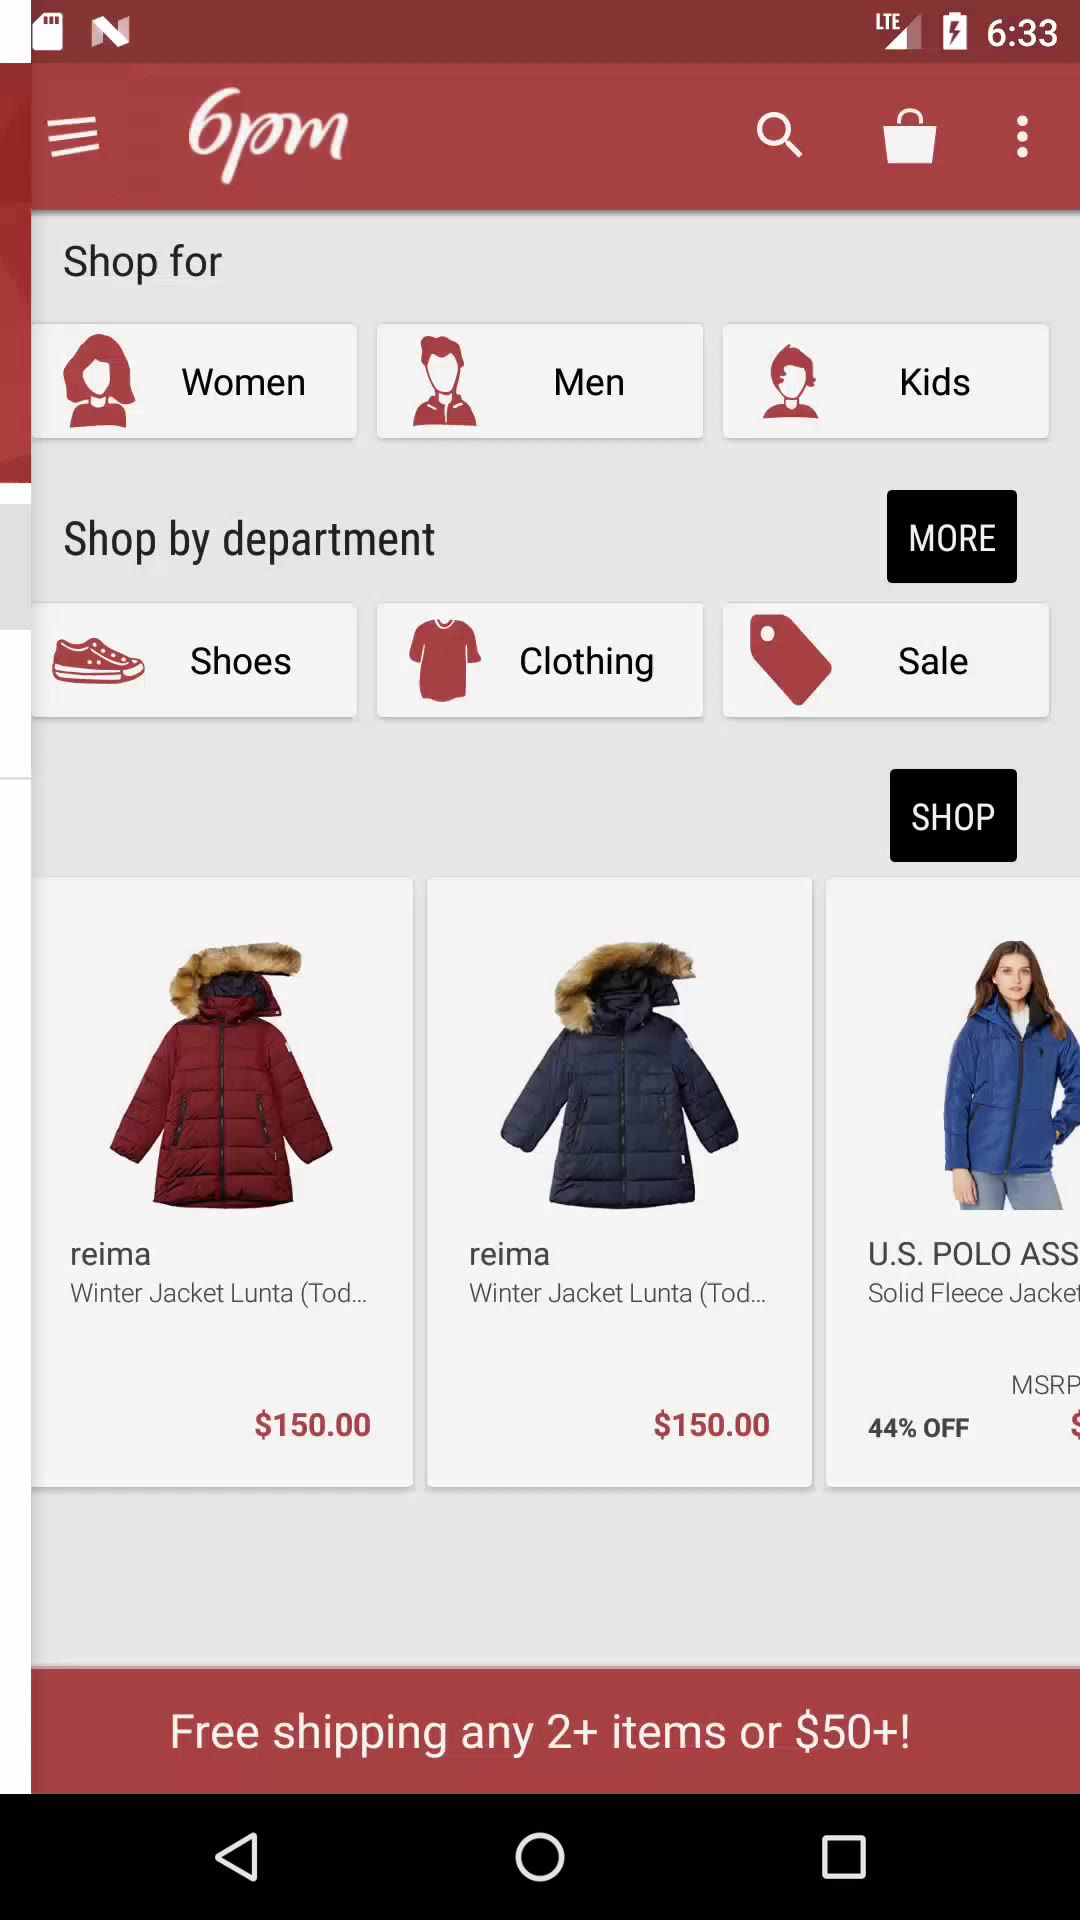 LTE 6:33
6pm
Shop for
Women Men Kids
Shop by department MORE
Shoes Clothing Sale
SHOP
reima reima U.S. POLO ASS
Winter Jacket Lunta (Tod... Winter Jacket Lunta (Tod... Solid Fleece Jacket
MSRP
$150.00 $150.00 44% OFF $
Free shipping any 2+ items or $50+!